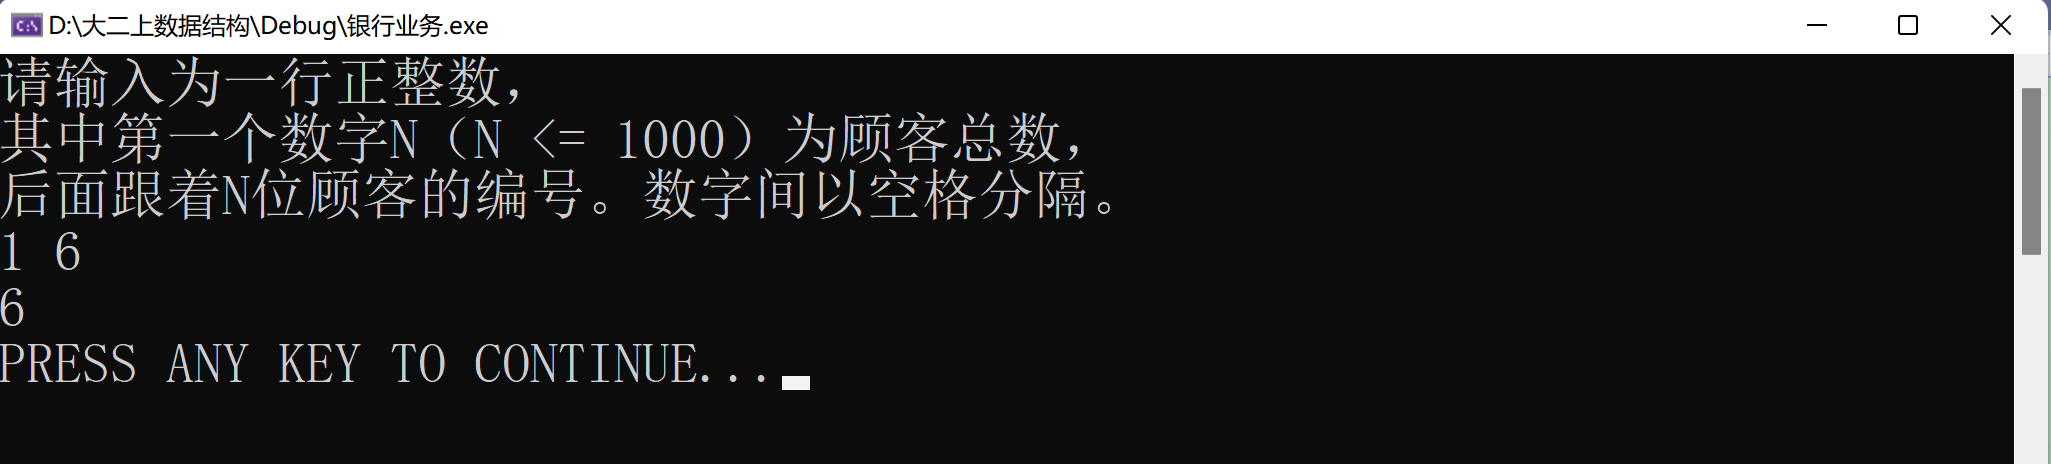 D:\大二上数据结构\Debug\银行业务.exe
请输入为一行正整数，
其中第一个数字N（N <= 1000）为顾客总数，
后面跟着N位顾客的编号。数字间以空格分隔。
1 6
6
PRESS ANY KEY TO CONTINUE...